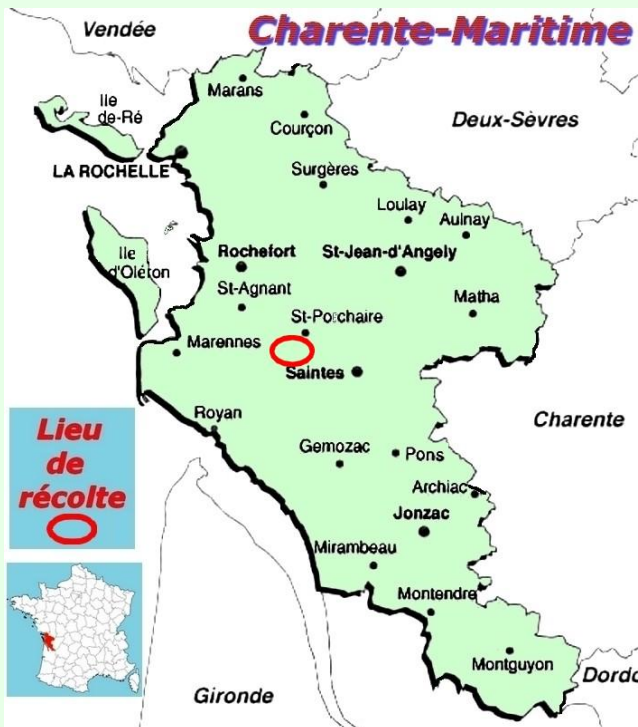 Charente-Maritime
Vendée
Marans
Ile
de-Ré
Courçon
Deux-Sèvres
LA ROCHELLE
Surgères
Loulay
Aulnay
Ile
d'Oléron
Rochefort
St-Jean-d'Angely
St-Agnant
Matha
St-Porchaire
Marennes
Saintes
Royan
Charente
Lieu
de
récolte
Gemozac
Pons
Archiac
Jonzac
Mirambeau
Montendre
Montguyon
Dordo
Gironde